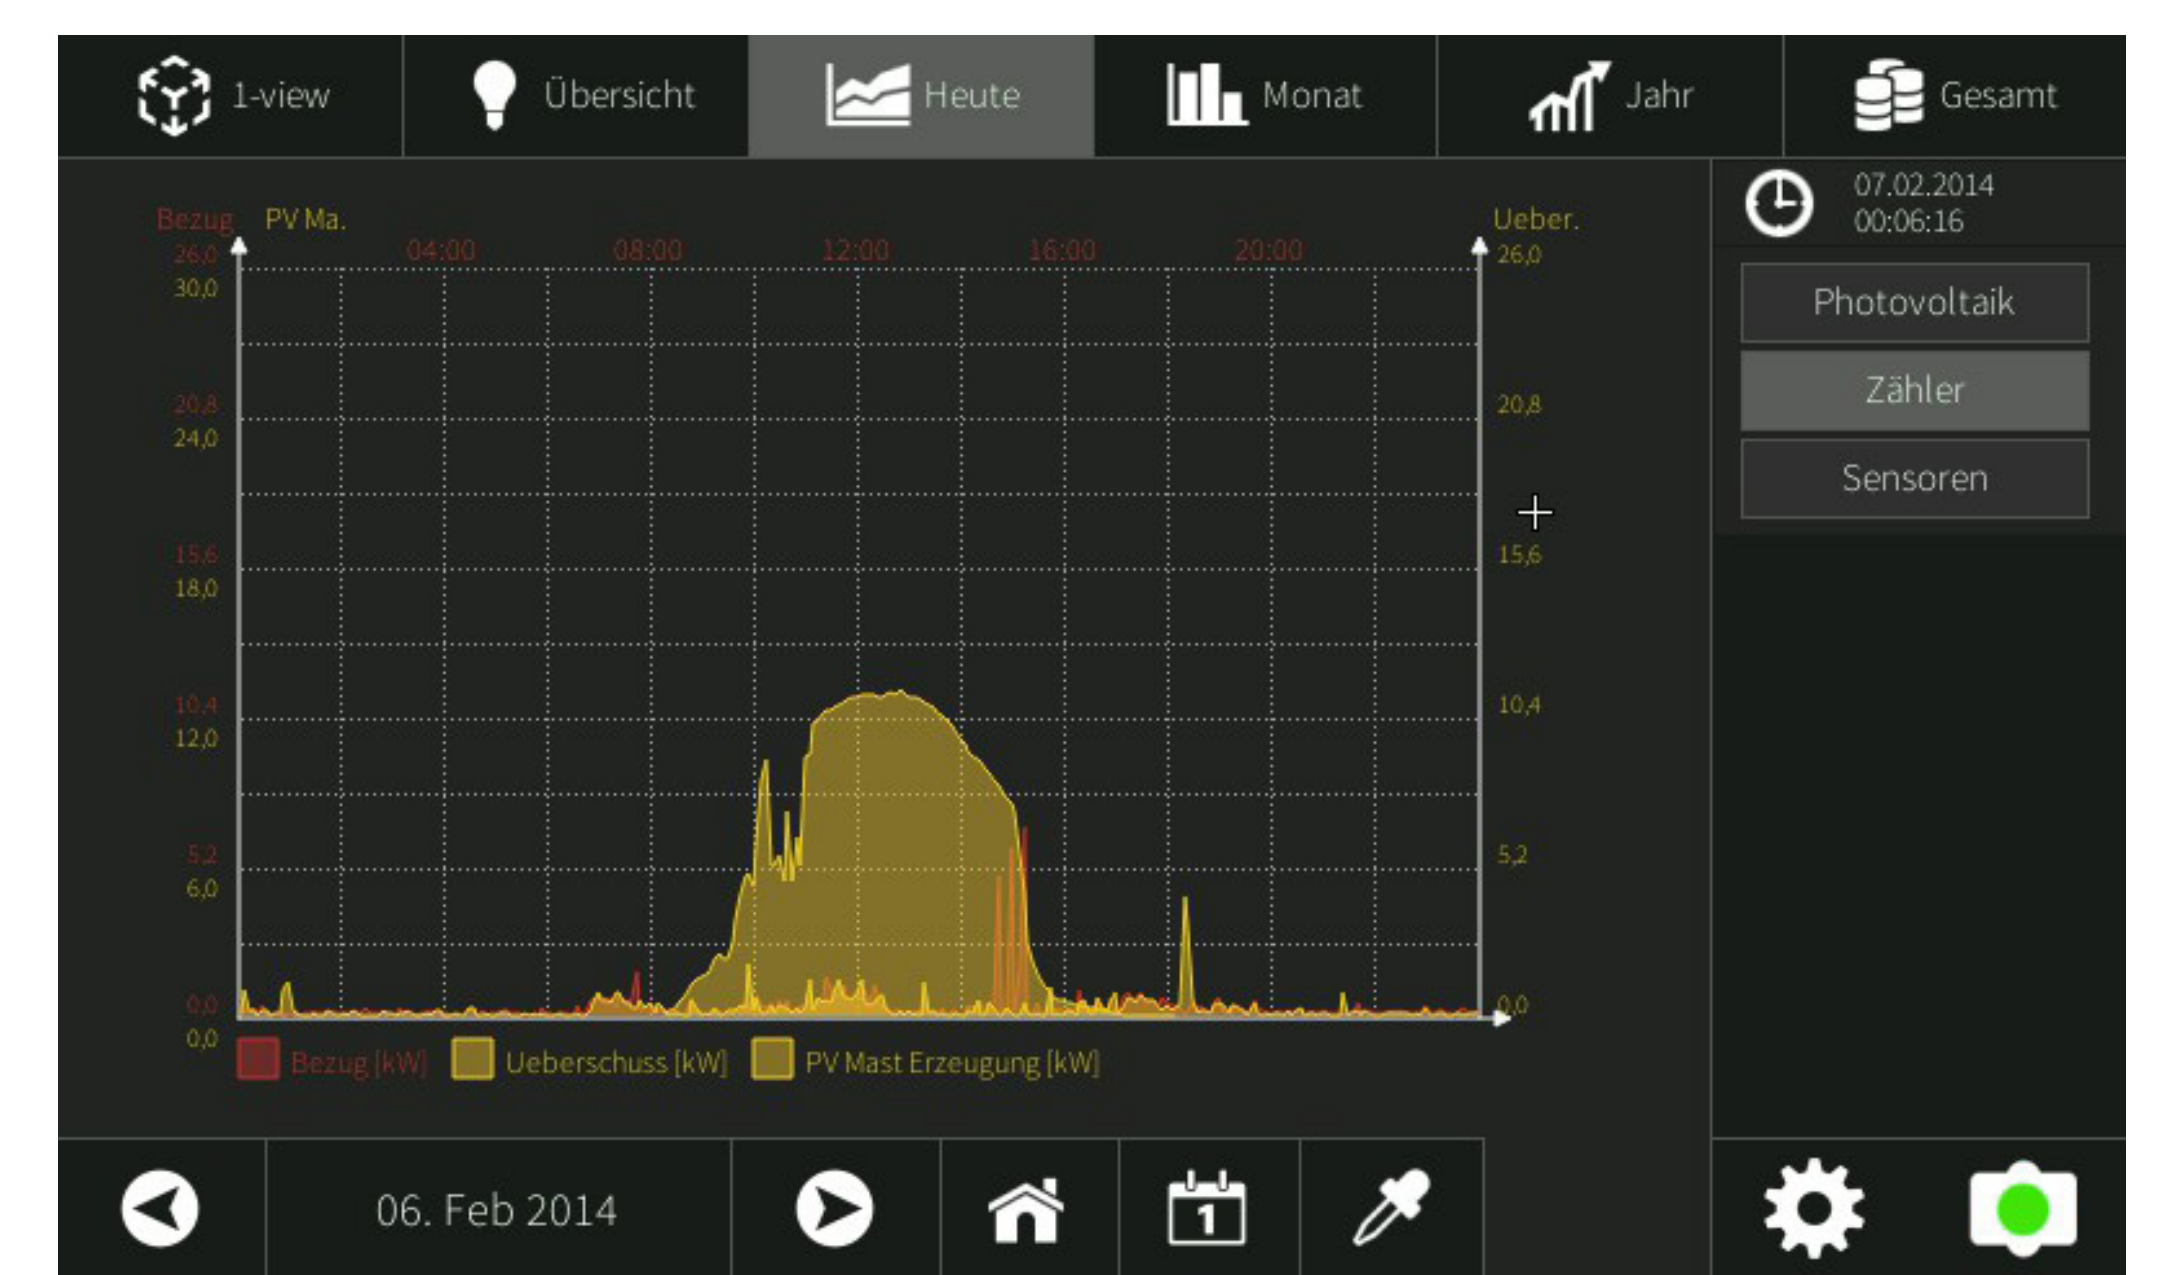 1-view
Übersicht
Heute
Monat
Jahr
Gesamt
07.02.2014
00:06:16
Photovoltaik
Zähler
Sensoren
Bezug PV Ma. Ueber.
04:00 08:00 12:00 16:00 20:00
26,0 26,0
30,0
20,8 20,8
24,0
15,6 15,6
18,0
10,4 10,4
12,0
5,2 5,2
6,0
0,0 0,0
0,0
Bezug [kW] Ueberschuss [kW] PV Mast Erzeugung [kW]
06. Feb 2014
1